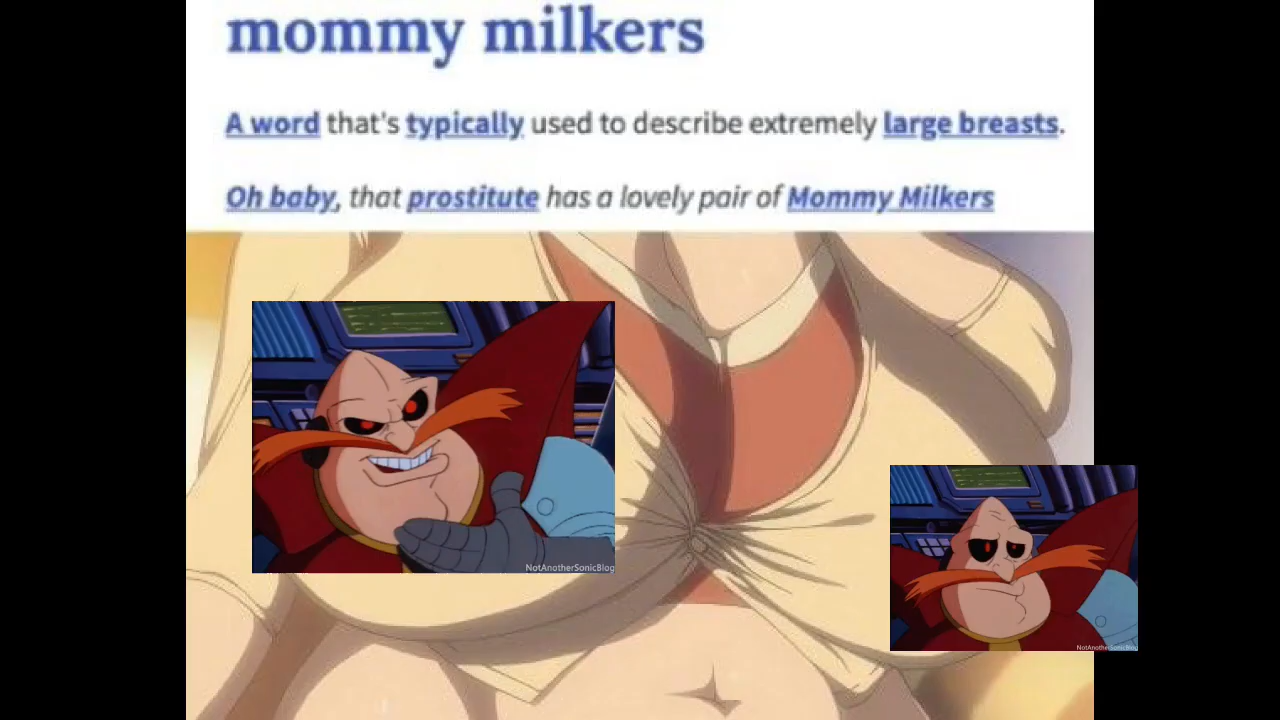 mommy milkers
A word that's typically used to describe extremely large breasts.
Oh baby, that prostitute has a lovely pair of Mommy Milkers
NotAnotherSonicBlog
NotAnotherSonicBlog